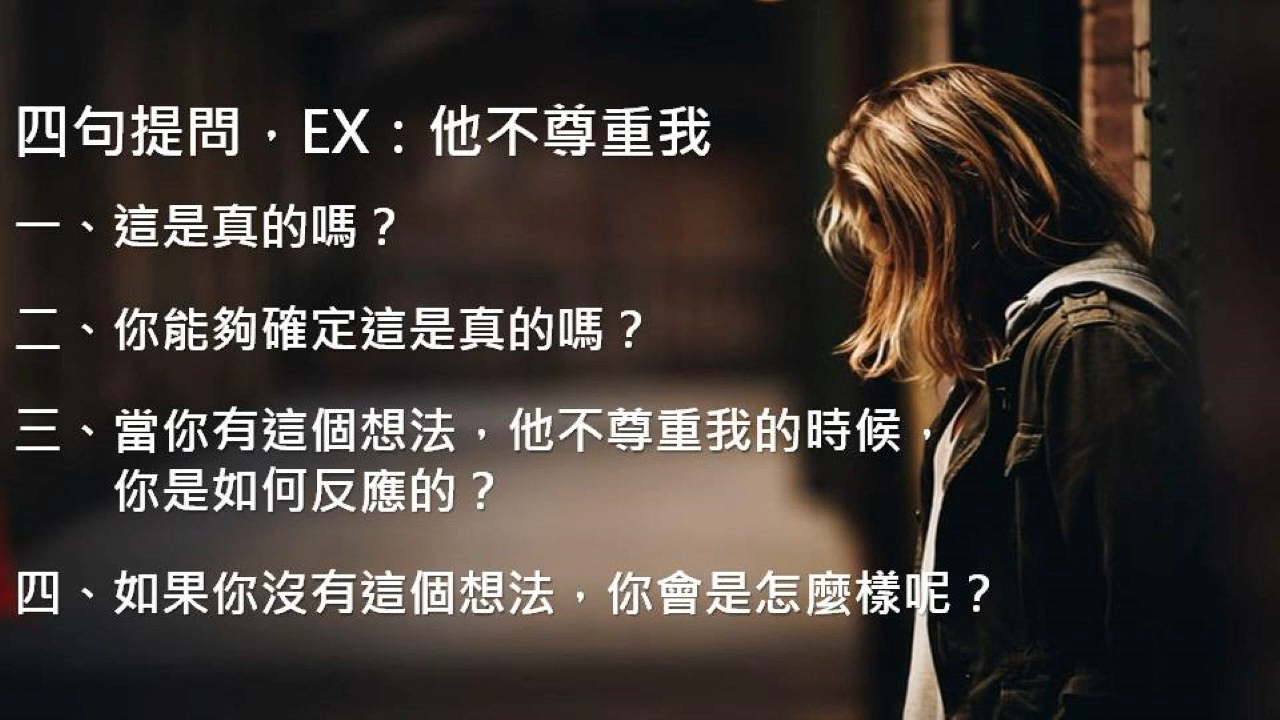 四句提問，EX：他不尊重我
一、這是真的嗎？
二、你能夠確定這是真的嗎？
三、當你有這個想法，他不尊重我的時候，
你是如何反應的？
四、如果你沒有這個想法，你會是怎麼樣呢？